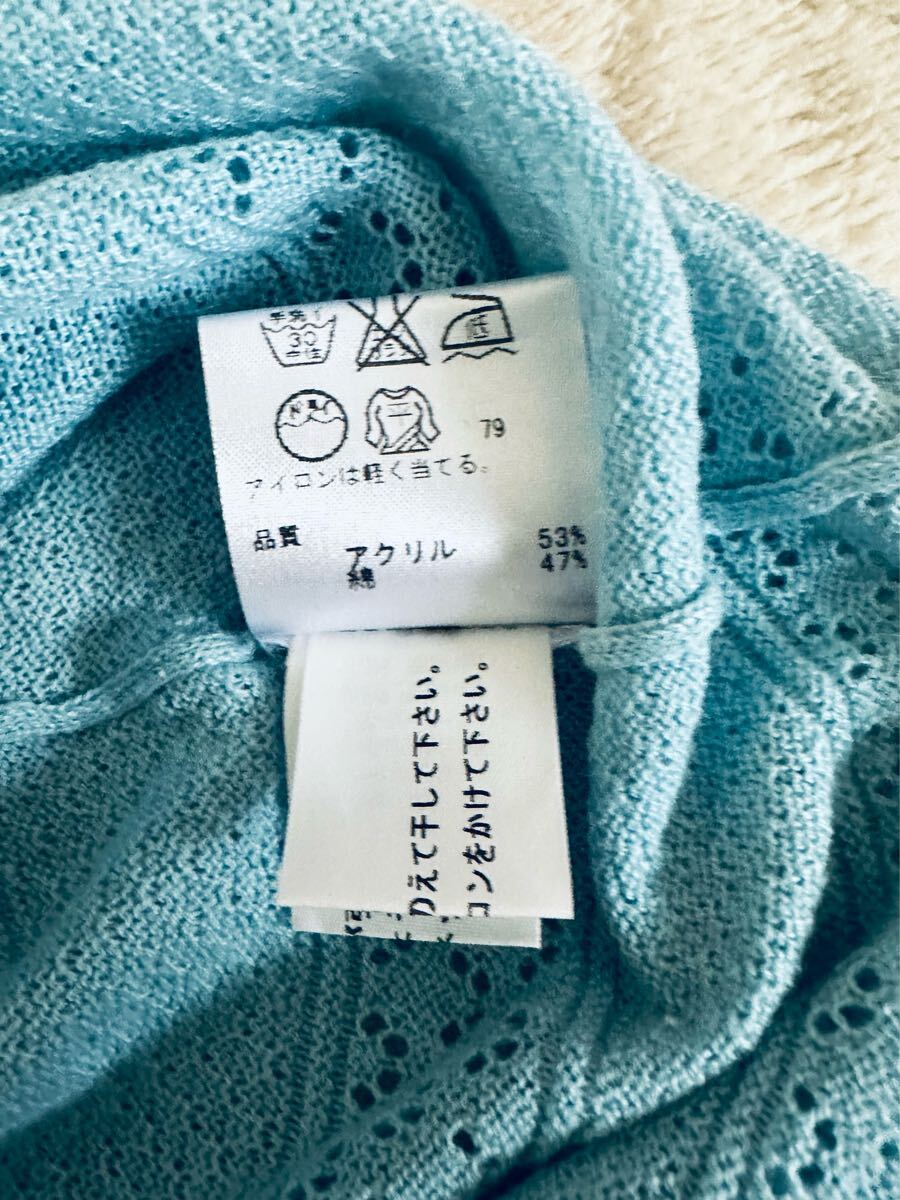 手洗イ
30
中性
低
79
アイロンは軽く当てる。
品質
アクリル 53%
綿 47%
えて干して下さい。
ンをかけて下さい。